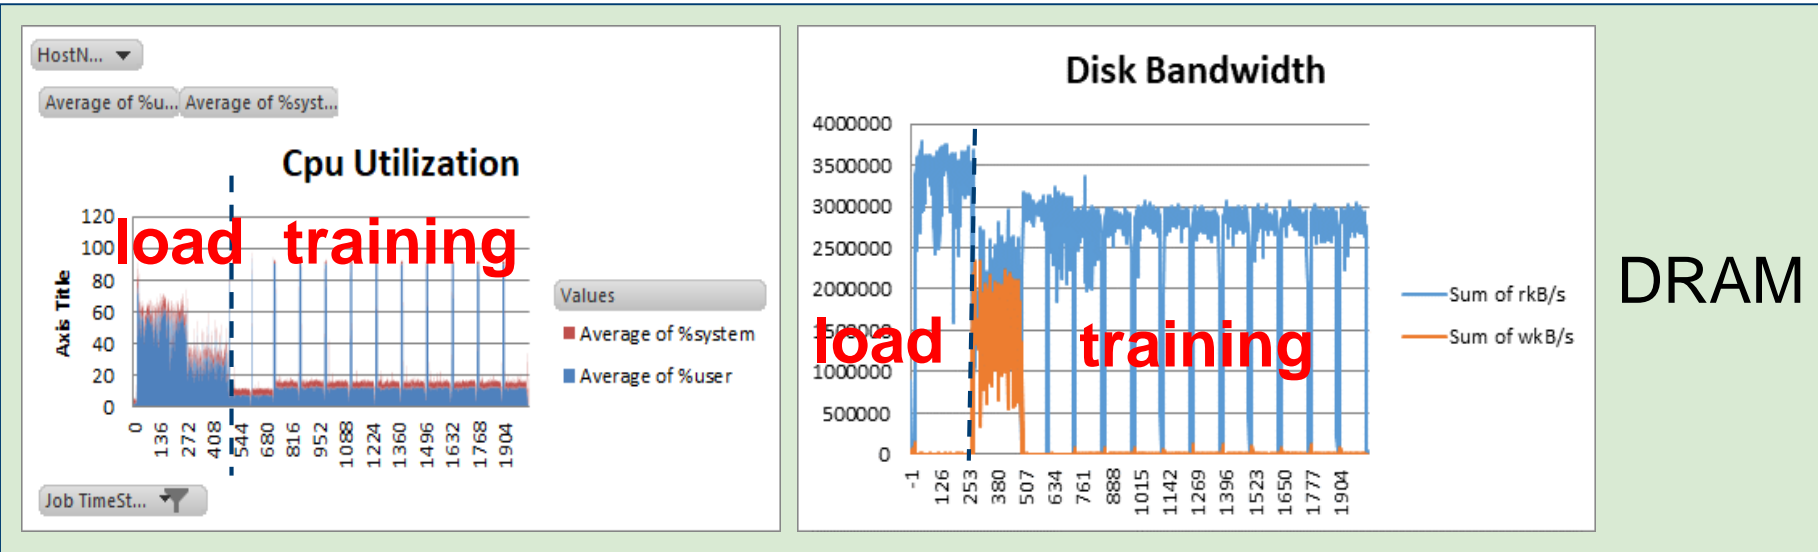 HostN...
Average of %u... Average of %syst...
Cpu Utilization
Axis Title
120
100
80
60
40
20
0
load training
0 136 272 408 544 680 816 952 1088 1224 1360 1496 1632 1768 1904
Values
Average of %system
Average of %user
Job TimeSt...
Disk Bandwidth
4000000
3500000
3000000
2500000
2000000
1500000
1000000
500000
0
load training
-1 126 253 380 507 634 761 888 1015 1142 1269 1396 1523 1650 1777 1904
Sum of rkB/s
Sum of wkB/s
DRAM